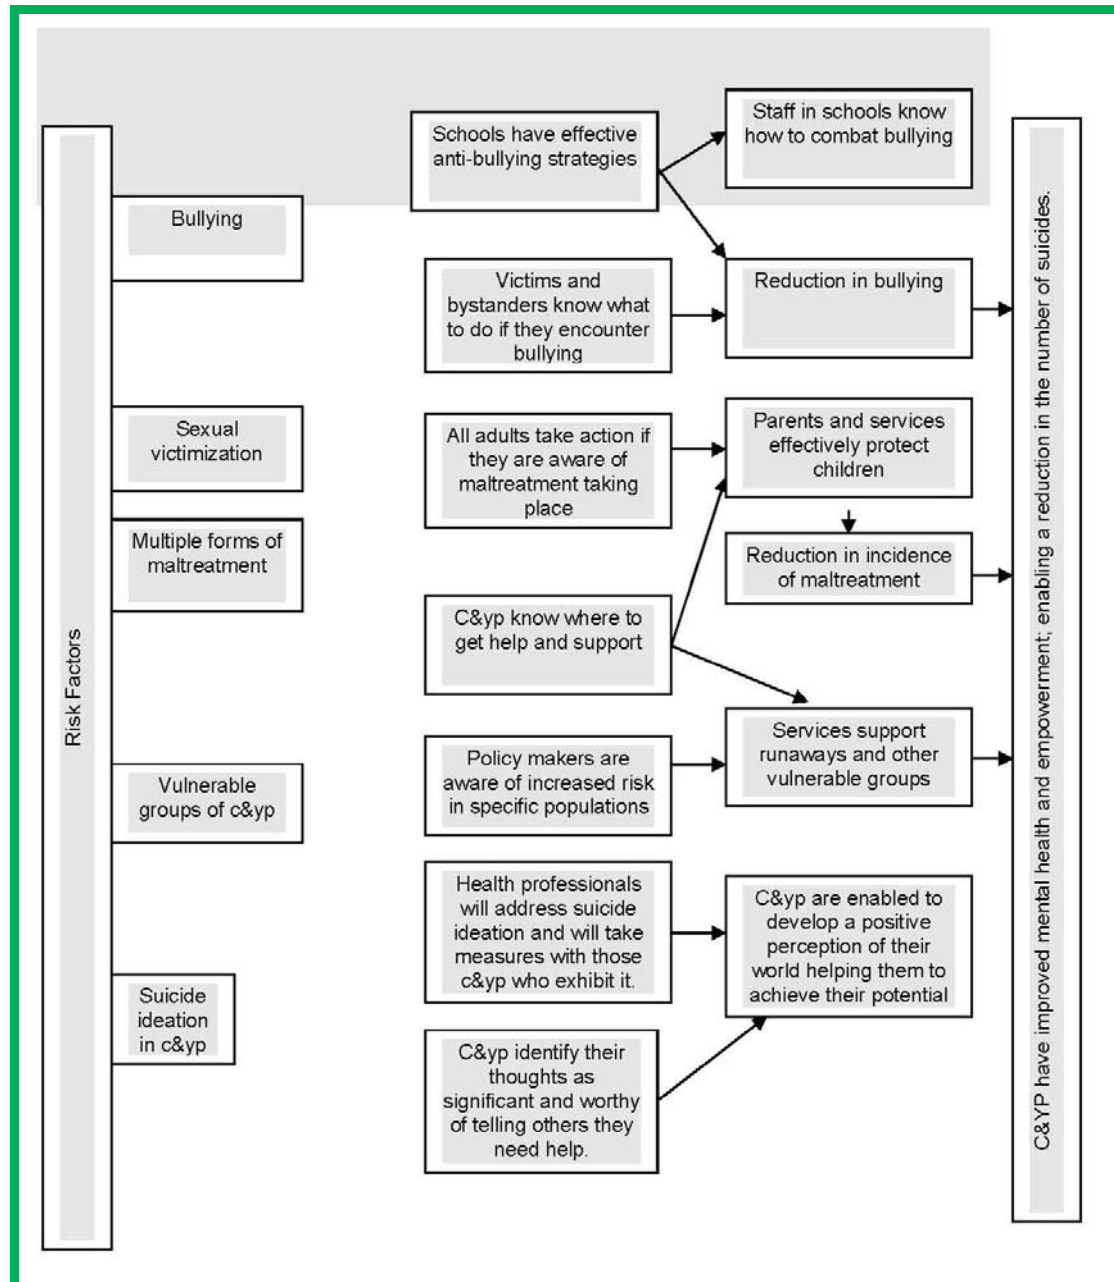 Risk Factors
Bullying
Sexual
victimization
Multiple forms of
maltreatment
Vulnerable
groups of c&yp
Suicide
ideation
in c&yp
Schools have effective
anti-bullying strategies
Victims and
bystanders know what
to do if they encounter
bullying
All adults take action if
they are aware of
maltreatment taking
place
C&yp know where to
get help and support
Policy makers are
aware of increased risk
in specific populations
Health professionals
will address suicide
ideation and will take
measures with those
c&yp who exhibit it.
C&yp identify their
thoughts as
significant and worthy
of telling others they
need help.
Staff in schools know
how to combat bullying
Reduction in bullying
Parents and services
effectively protect
children
Reduction in incidence
of maltreatment
Services support
runaways and other
vulnerable groups
C&yp are enabled to
develop a positive
perception of their
world helping them to
achieve their potential
C&YP have improved mental health and empowerment; enabling a reduction in the number of suicides.